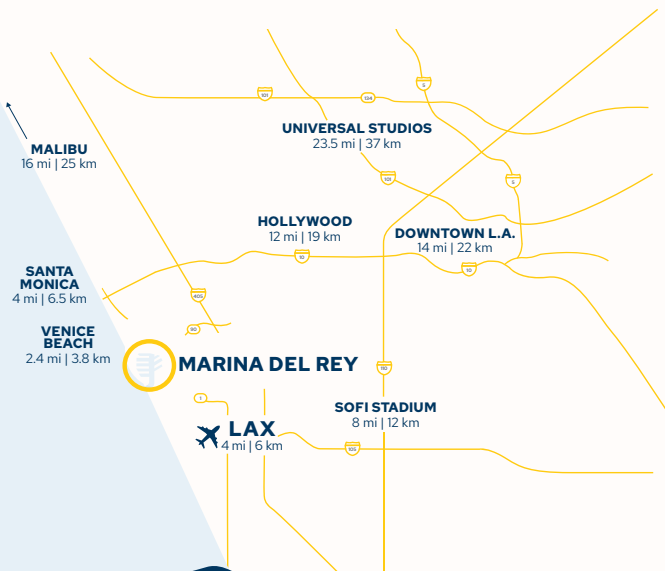 5
101
134
UNIVERSAL STUDIOS
23.5 mi | 37 km
MALIBU
16 mi | 25 km
101
5
HOLLYWOOD
12 mi | 19 km
DOWNTOWN L.A.
14 mi | 22 km
10
10
SANTA
MONICA
4 mi | 6.5 km
405
90
VENICE
BEACH
2.4 mi | 3.8 km
MARINA DEL REY
110
1
SOFI STADIUM
8 mi | 12 km
LAX
4 mi | 6 km
105